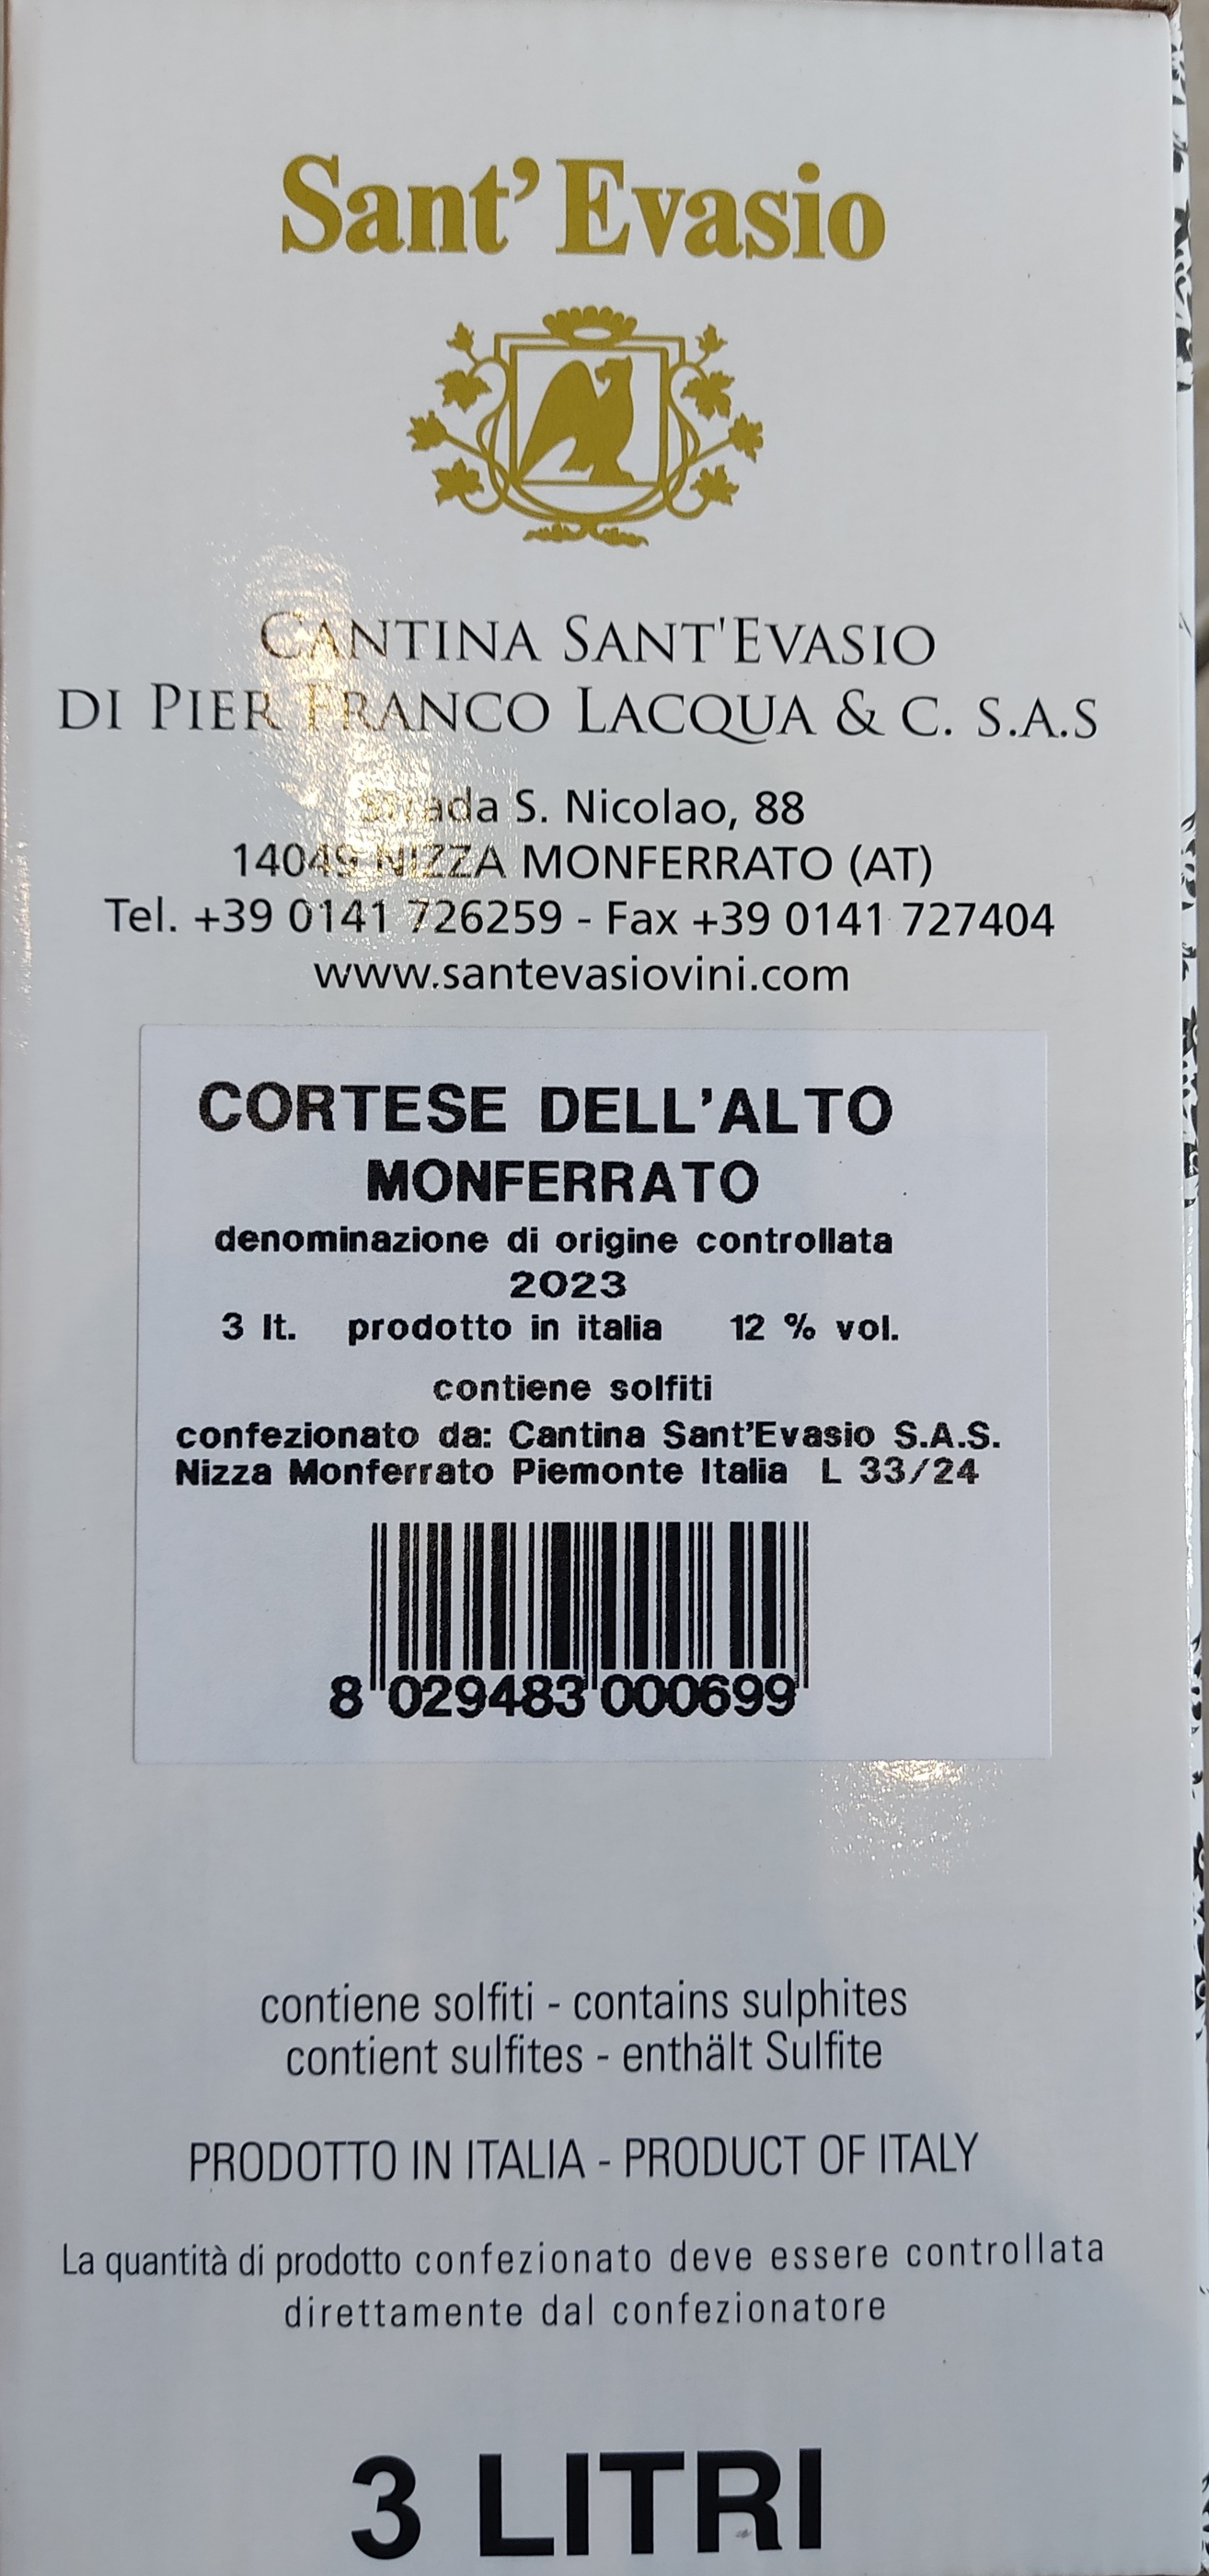 Sant' Evasio
CANTINA SANT'EVASIO
DI PIER FRANCO LACQUA & C. S.A.S
Strada S. Nicolao, 88
14049 NIZZA MONFERRATO (AT)
Tel. +39 0141 726259 - Fax +39 0141 727404
www.santevasiovini.com
CORTESE DELL'ALTO
MONFERRATO
denominazione di origine controllata
2023
3 lt. prodotto in italia 12 % vol.
contiene solfiti
confezionato da: Cantina Sant'Evasio S.A.S.
Nizza Monferrato Piemonte Italia L 33/24
8 029483 000699
contiene solfiti - contains sulphites
contient sulfites - enthält Sulfite
PRODOTTO IN ITALIA - PRODUCT OF ITALY
La quantità di prodotto confezionato deve essere controllata
direttamente dal confezionatore
3 LITRI